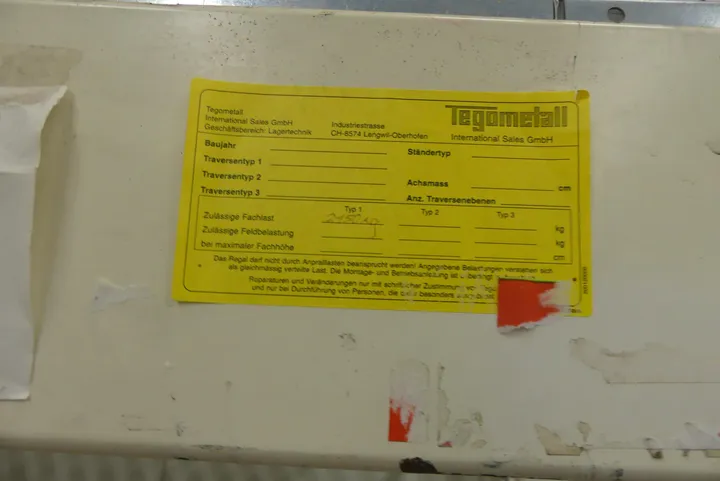 Tegometall
International Sales GmbH
Geschäftsbereich: Lagertechnik
Industriestrasse
CH-8574 Lengwil-Oberhofen
Tegometall
International Sales GmbH
Baujahr
Ständertyp
Traversentyp 1
Traversentyp 2
Achsmass cm
Traversentyp 3
Anz. Traversenebenen
Typ 1 Typ 2 Typ 3
Zulässige Fachlast kg
Zulässige Feldbelastung kg
bei maximaler Fachhöhe cm
Das Regal darf nicht durch Anprallasten beansprucht werden! Angegebene Belastungen verstehen sich
als gleichmässig verteilte Last. Die Montage- und Betriebsanleitung ist
Reparaturen und Veränderungen nur mit schriftlicher Zustimmung
und nur bei Durchführung von Personen, die besonders